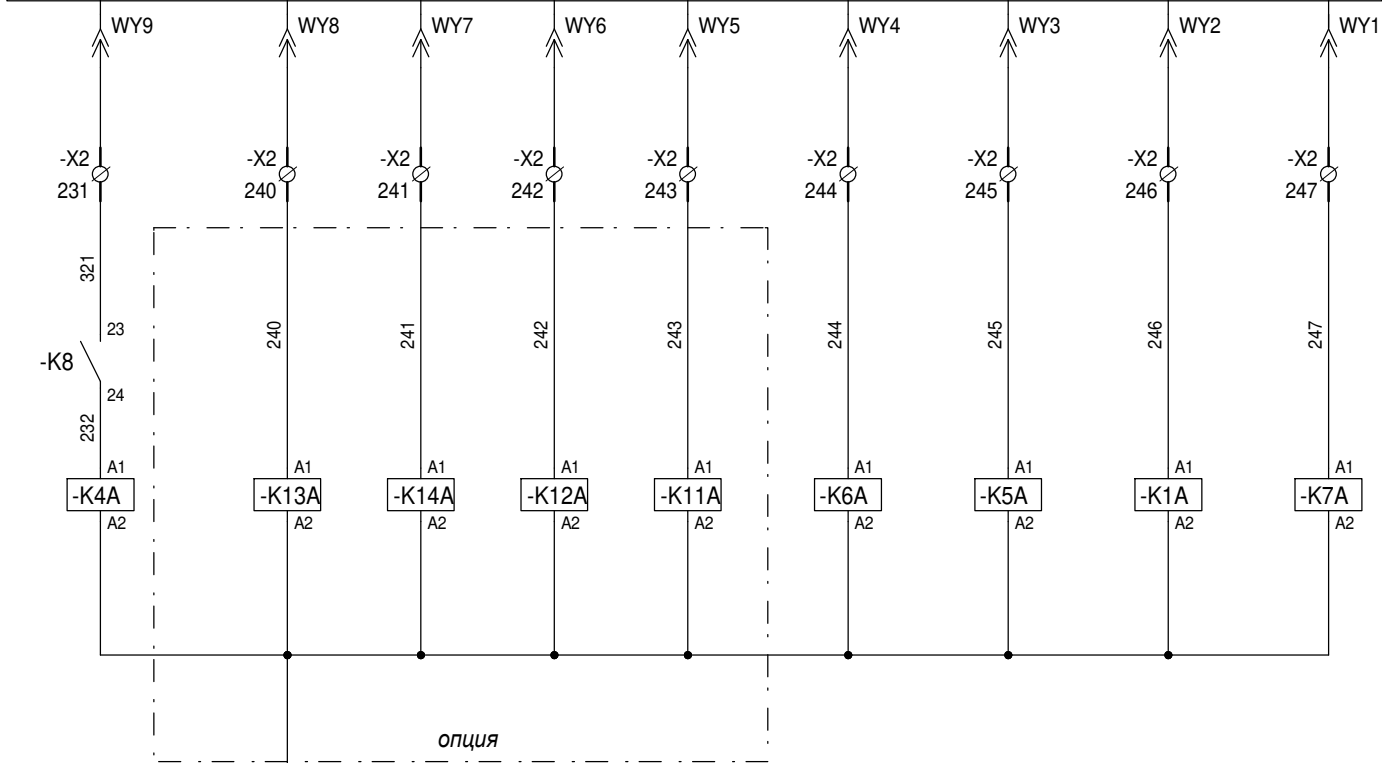 WY9 WY8 WY7 WY6 WY5 WY4 WY3 WY2 WY1
-X2 -X2 -X2 -X2 -X2 -X2 -X2 -X2 -X2
231 240 241 242 243 244 245 246 247
321
23
240 241 242 243 244 245 246 247
-K8
24
232
A1 A1 A1 A1 A1 A1 A1 A1 A1
-K4A -K13A -K14A -K12A -K11A -K6A -K5A -K1A -K7A
A2 A2 A2 A2 A2 A2 A2 A2 A2
опция